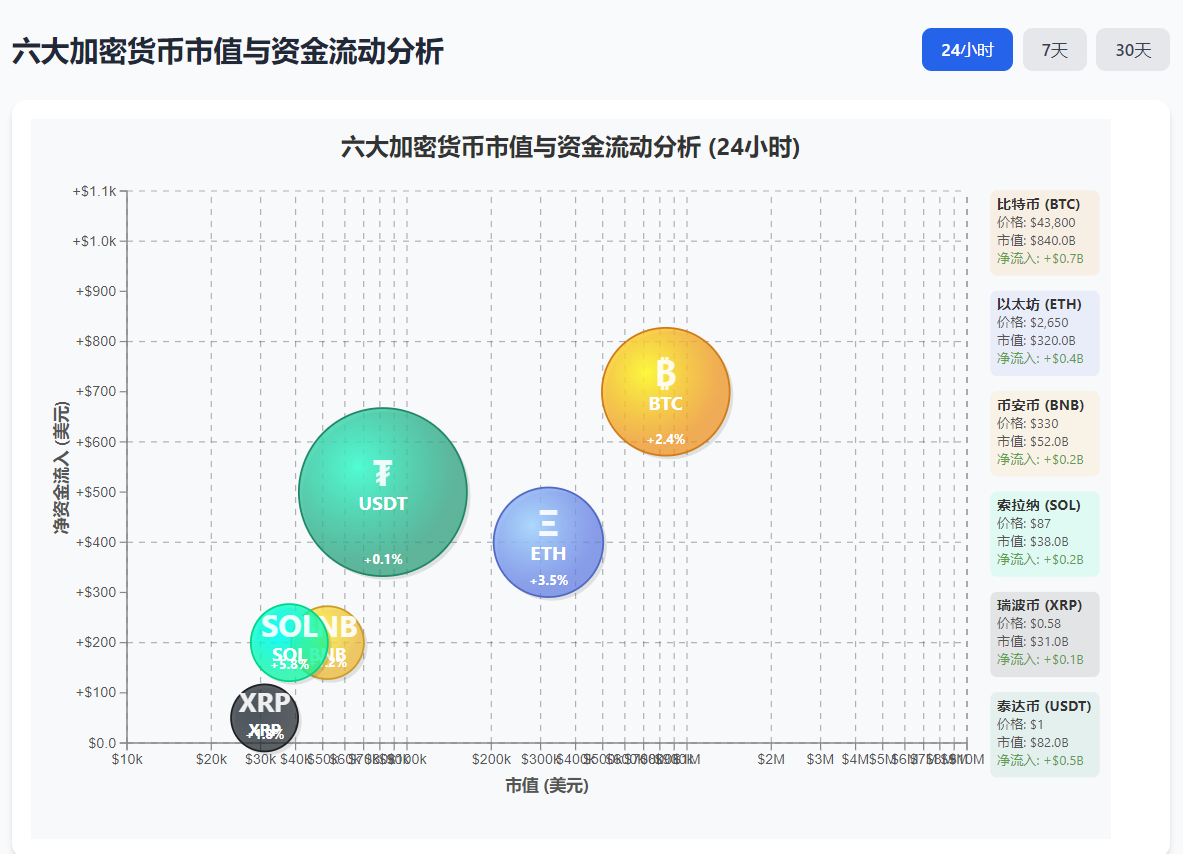 六大加密货币市值与资金流动分析
24小时
7天
30天
六大加密货币市值与资金流动分析 (24小时)
+$1.1k
+$1.0k
+$900
+$800
+$700
+$600
+$500
+$400
+$300
+$200
+$100
$0.0
净资金流入 (美元)
₿
BTC
+2.4%
₮
USDT
+0.1%
Ξ
ETH
+3.5%
SOL
SOL
+5.8%
NB
BNB
XRP
XRP
$10k
$20k
$30k
$40k
$50k
$60k
$70k
$100k
$200k
$300k
$400k
$500k
$600k
$700k
$1M
$2M
$3M
$4M
$5M
$6M
$7M
$8M
$10M
市值 (美元)
比特币 (BTC)
价格: $43,800
市值: $840.0B
净流入: +$0.7B
以太坊 (ETH)
价格: $2,650
市值: $320.0B
净流入: +$0.4B
币安币 (BNB)
价格: $330
市值: $52.0B
净流入: +$0.2B
索拉纳 (SOL)
价格: $87
市值: $38.0B
净流入: +$0.2B
瑞波币 (XRP)
价格: $0.58
市值: $31.0B
净流入: +$0.1B
泰达币 (USDT)
价格: $1
市值: $82.0B
净流入: +$0.5B